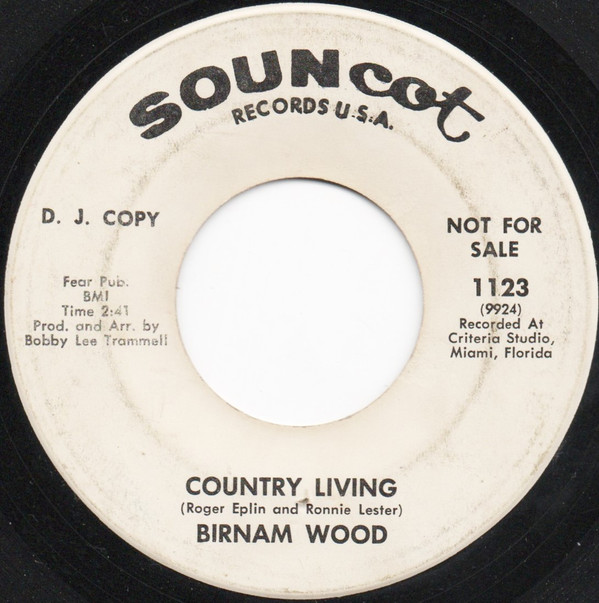 SOUNcot
RECORDS U.S.A.
D. J. COPY
NOT FOR
SALE
Fear Pub.
BMI
Time 2:41
Prod. and Arr. by
Bobby Lee Trammell
1123
(9924)
Recorded At
Criteria Studio,
Miami, Florida
COUNTRY LIVING
(Roger Eplin and Ronnie Lester)
BIRNAM WOOD